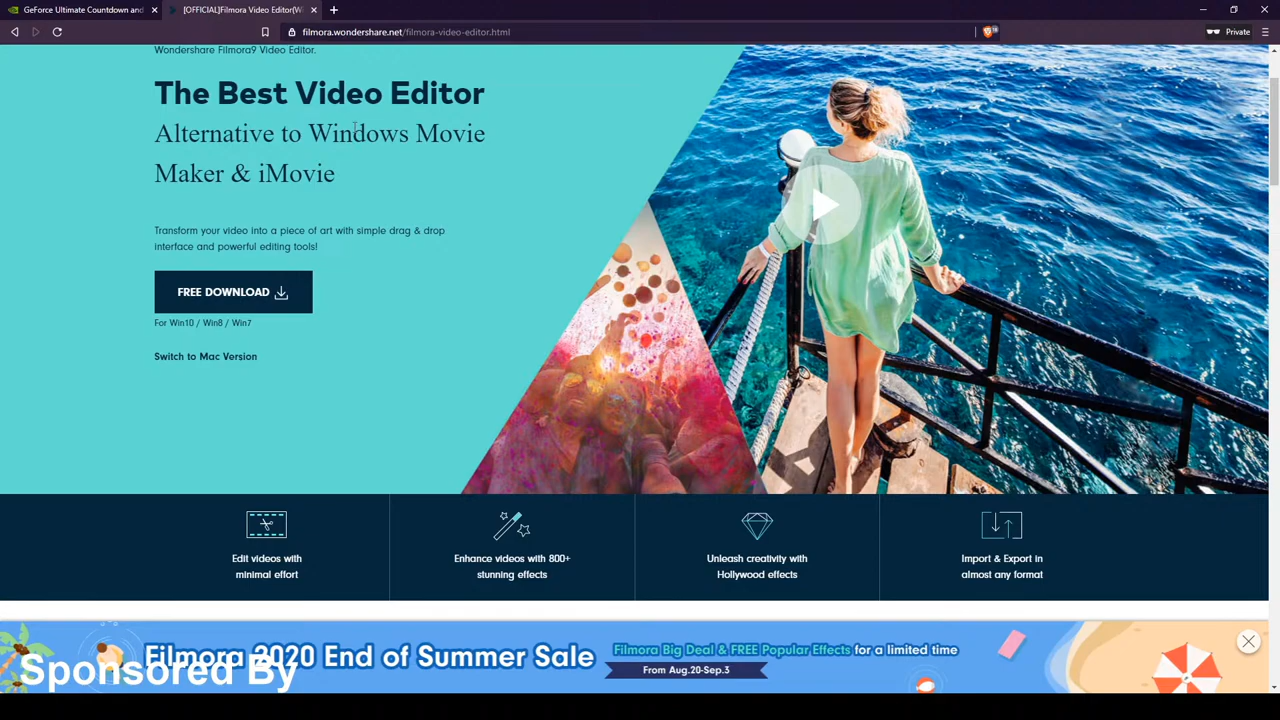 GeForce Ultimate Countdown and
[OFFICIAL]Filmora Video Editor(W
filmora.wondershare.net/filmora-video-editor.html
Private
Wondershare Filmora9 Video Editor.
The Best Video Editor
Alternative to Windows Movie
Maker & iMovie
Transform your video into a piece of art with simple drag & drop
interface and powerful editing tools!
FREE DOWNLOAD
For Win10 / Win8 / Win7
Switch to Mac Version
Edit videos with
minimal effort
Enhance videos with 800+
stunning effects
Unleash creativity with
Hollywood effects
Import & Export in
almost any format
Filmora 2020 End of Summer Sale
Filmora Big Deal & FREE Popular Effects for a limited time
From Aug.20-Sep.3
Sponsored By